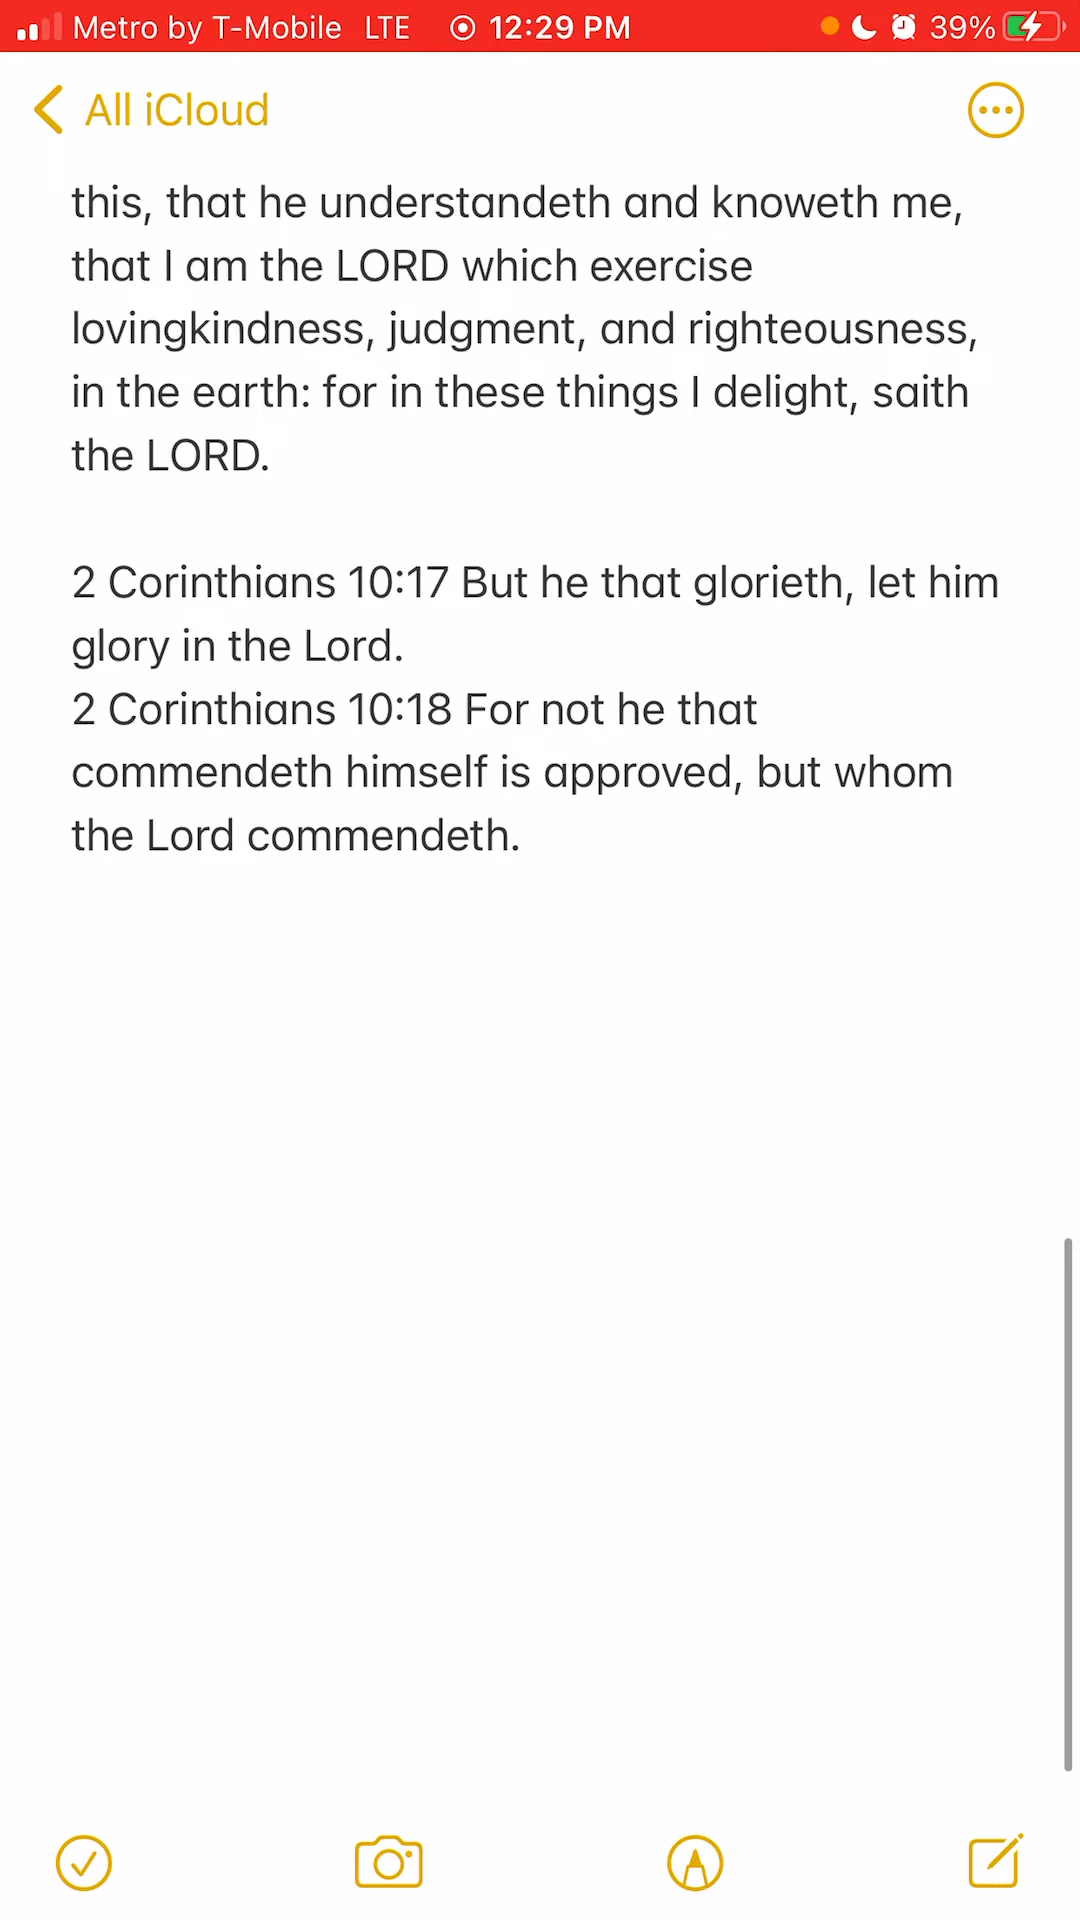 Metro by T-Mobile LTE 12:29 PM 39%
All iCloud
this, that he understandeth and knoweth me,
that I am the LORD which exercise
lovingkindness, judgment, and righteousness,
in the earth: for in these things I delight, saith
the LORD.
2 Corinthians 10:17 But he that glorieth, let him
glory in the Lord.
2 Corinthians 10:18 For not he that
commendeth himself is approved, but whom
the Lord commendeth.